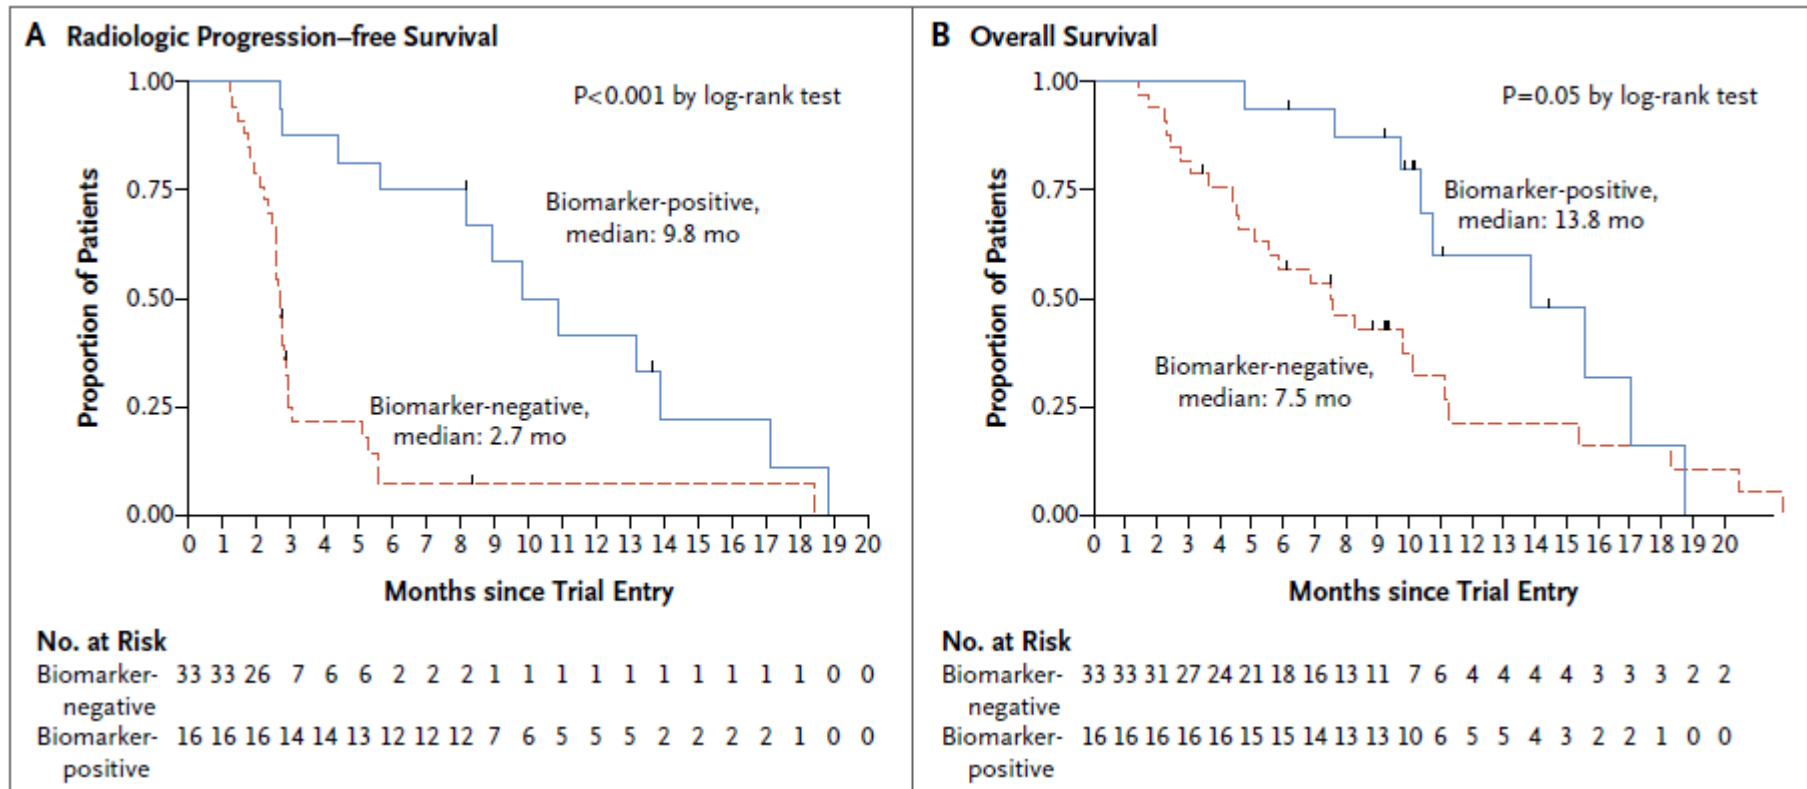 A Radiologic Progression–free Survival
1.00
0.75
0.50
0.25
0.00
Proportion of Patients
P<0.001 by log-rank test
Biomarker-positive,
median: 9.8 mo
Biomarker-negative,
median: 2.7 mo
0 1 2 3 4 5 6 7 8 9 10 11 12 13 14 15 16 17 18 19 20
Months since Trial Entry
No. at Risk
Biomarker-negative 33 33 26 7 6 6 2 2 2 1 1 1 1 1 1 1 1 1 1 0 0
Biomarker-positive 16 16 16 14 14 13 12 12 12 7 6 5 5 5 2 2 2 2 1 0 0
B Overall Survival
1.00
0.75
0.50
0.25
0.00
Proportion of Patients
P=0.05 by log-rank test
Biomarker-positive,
median: 13.8 mo
Biomarker-negative,
median: 7.5 mo
0 1 2 3 4 5 6 7 8 9 10 11 12 13 14 15 16 17 18 19 20
Months since Trial Entry
No. at Risk
Biomarker-negative 33 33 31 27 24 21 18 16 13 11 7 6 4 4 4 4 3 3 3 2 2
Biomarker-positive 16 16 16 16 16 15 15 14 13 13 10 6 5 5 4 3 2 2 1 0 0